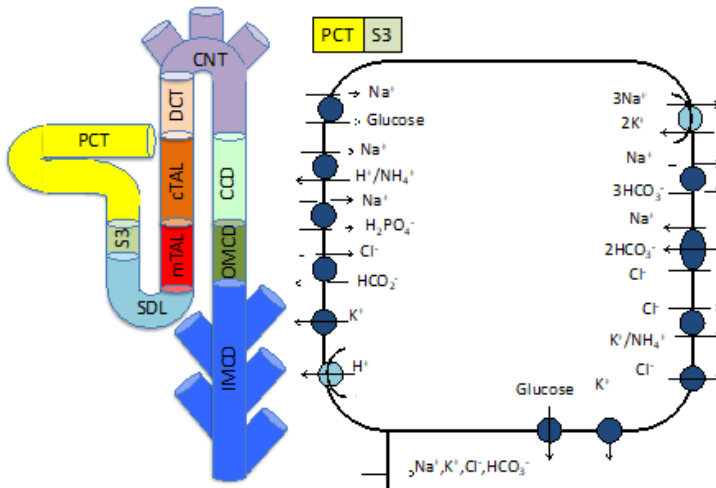 CNT
DCT
PCT
cTAL
CCD
S3
mTAL
OMCD
SDL
IMCD
PCT S3
Na⁺
Glucose
Na⁺
H⁺/NH₄⁺
Na⁺
H₂PO₄⁻
Cl⁻
HCO₂⁻
K⁺
H⁺
3Na⁺
2K⁺
Na⁺
3HCO₃⁻
Na⁺
2HCO₃⁻
Cl⁻
Cl⁻
K⁺/NH₄⁺
Cl⁻
Glucose K⁺
Na⁺,K⁺,Cl⁻,HCO₃⁻